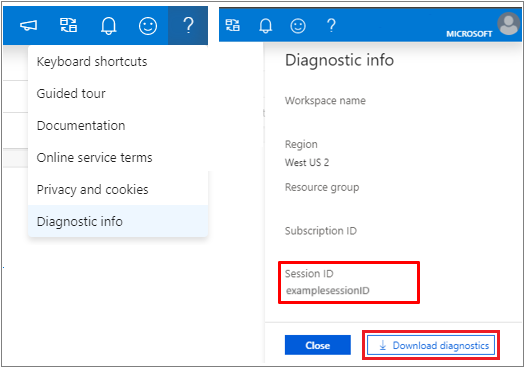 Keyboard shortcuts
Guided tour
Documentation
Online service terms
Privacy and cookies
Diagnostic info
MICROSOFT
Diagnostic info
Workspace name
Region
West US 2
Resource group
Subscription ID
Session ID
examplesessionID
Close
Download diagnostics